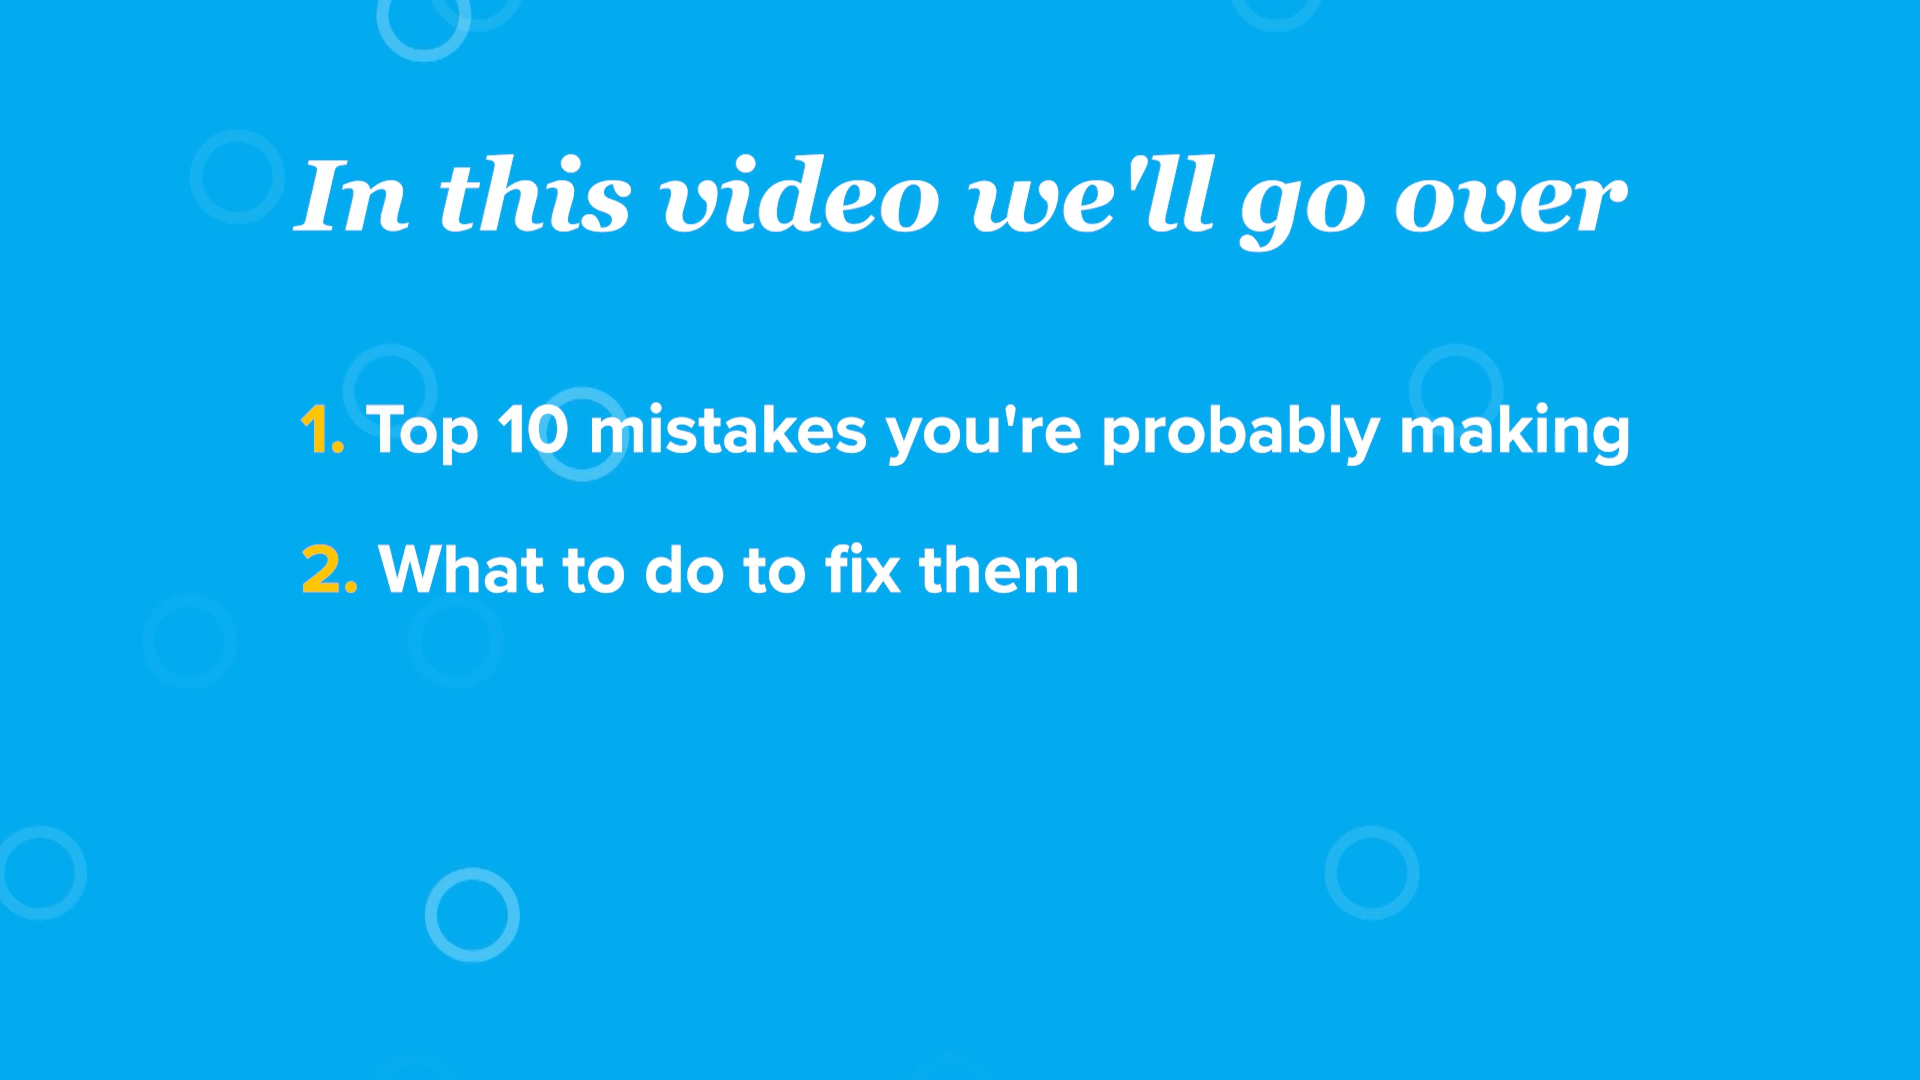 In this video we'll go over
1. Top 10 mistakes you're probably making
2. What to do to fix them